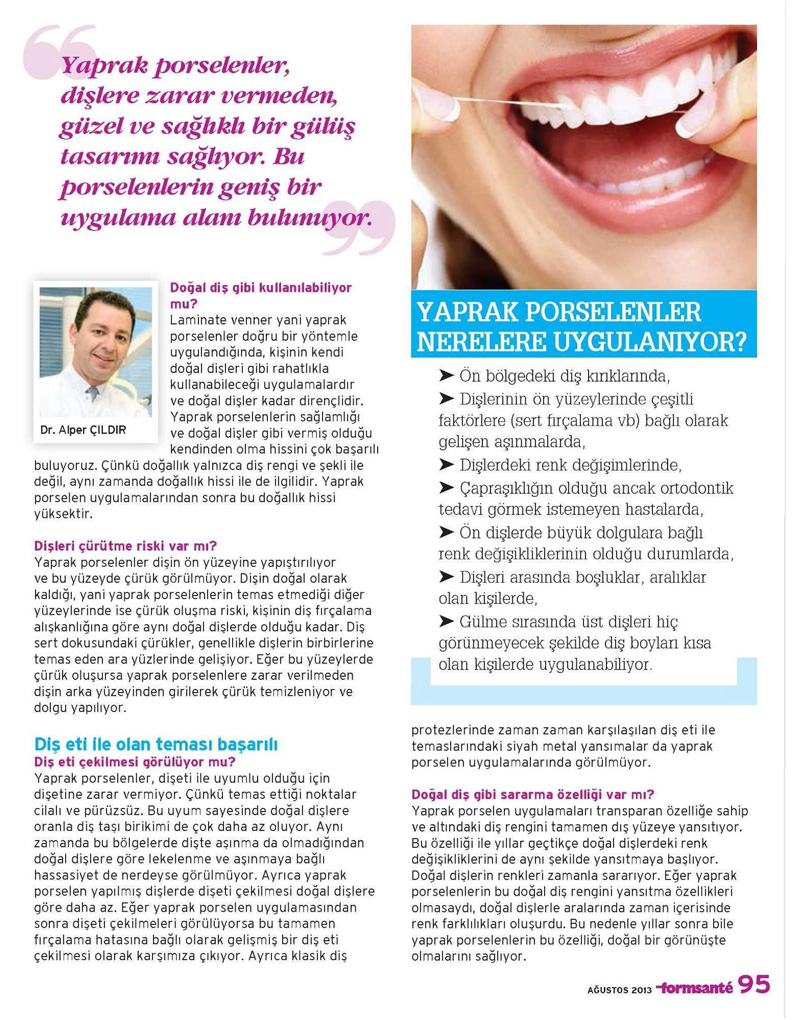 Yaprak porselenler,
dişlere zarar vermeden,
güzel ve sağlıklı bir gülüş
tasarımı sağlıyor. Bu
porselenlerin geniş bir
uygulama alanı bulunuyor.
Dr. Alper ÇILDIR
Doğal diş gibi kullanılabiliyor
mu?
Laminate venner yani yaprak
porselenler doğru bir yöntemle
uygulandığında, kişinin kendi
doğal dişleri gibi rahatlıkla
kullanabileceği uygulamalardır
ve doğal dişler kadar dirençlidir.
Yaprak porselenlerin sağlamlığı
ve doğal dişler gibi vermiş olduğu
kendinden olma hissini çok başarılı
buluyoruz. Çünkü doğallık yalnızca diş rengi ve şekli ile
değil, aynı zamanda doğallık hissi ile de ilgilidir. Yaprak
porselen uygulamalarından sonra bu doğallık hissi
yüksektir.
Dişleri çürütme riski var mı?
Yaprak porselenler dişin ön yüzeyine yapıştırılıyor
ve bu yüzeyde çürük görülmüyor. Dişin doğal olarak
kaldığı, yani yaprak porselenlerin temas etmediği diğer
yüzeylerinde ise çürük oluşma riski, kişinin diş fırçalama
alışkanlığına göre aynı doğal dişlerde olduğu kadar. Diş
sert dokusundaki çürükler, genellikle dişlerin birbirlerine
temas eden ara yüzlerinde gelişiyor. Eğer bu yüzeylerde
çürük oluşursa yaprak porselenlere zarar verilmeden
dişin arka yüzeyinden girilerek çürük temizleniyor ve
dolgu yapılıyor.
Diş eti ile olan teması başarılı
Diş eti çekilmesi görülüyor mu?
Yaprak porselenler, dişeti ile uyumlu olduğu için
dişetine zarar vermiyor. Çünkü temas ettiği noktalar
cilalı ve pürüzsüz. Bu uyum sayesinde doğal dişlere
oranla diş taşı birikimi de çok daha az oluyor. Aynı
zamanda bu bölgelerde dişte aşınma da olmadığından
doğal dişlere göre lekelenme ve aşınmaya bağlı
hassasiyet de nerdeyse görülmüyor. Ayrıca yaprak
porselen yapılmış dişlerde dişeti çekilmesi doğal dişlere
göre daha az. Eğer yaprak porselen uygulamasından
sonra dişeti çekilmeleri görülüyorsa bu tamamen
fırçalama hatasına bağlı olarak gelişmiş bir diş eti
çekilmesi olarak karşımıza çıkıyor. Ayrıca klasik diş
YAPRAK PORSELENLER
NERELERE UYGULANIYOR?
➤ Ön bölgedeki diş kırıklarında,
➤ Dişlerinin ön yüzeylerinde çeşitli
faktörlere (sert fırçalama vb) bağlı olarak
gelişen aşınmalarda,
➤ Dişlerdeki renk değişimlerinde,
➤ Çapraşıklığın olduğu ancak ortodontik
tedavi görmek istemeyen hastalarda,
➤ Ön dişlerde büyük dolgulara bağlı
renk değişikliklerinin olduğu durumlarda,
➤ Dişleri arasında boşluklar, aralıklar
olan kişilerde,
➤ Gülme sırasında üst dişleri hiç
görünmeyecek şekilde diş boyları kısa
olan kişilerde uygulanabiliyor.
protezlerinde zaman zaman karşılaşılan diş eti ile
temaslarındaki siyah metal yansımalar da yaprak
porselen uygulamalarında görülmüyor.
Doğal diş gibi sararma özelliği var mı?
Yaprak porselen uygulamaları transparan özelliğe sahip
ve altındaki diş rengini tamamen dış yüzeye yansıtıyor.
Bu özelliği ile yıllar geçtikçe doğal dişlerdeki renk
değişikliklerini de aynı şekilde yansıtmaya başlıyor.
Doğal dişlerin renkleri zamanla sararıyor. Eğer yaprak
porselenlerin bu doğal diş rengini yansıtma özellikleri
olmasaydı, doğal dişlerle aralarında zaman içerisinde
renk farklılıkları oluşurdu. Bu nedenle yıllar sonra bile
yaprak porselenlerin bu özelliği, doğal bir görünüşte
olmalarını sağlıyor.
AĞUSTOS 2013 formsanté 95